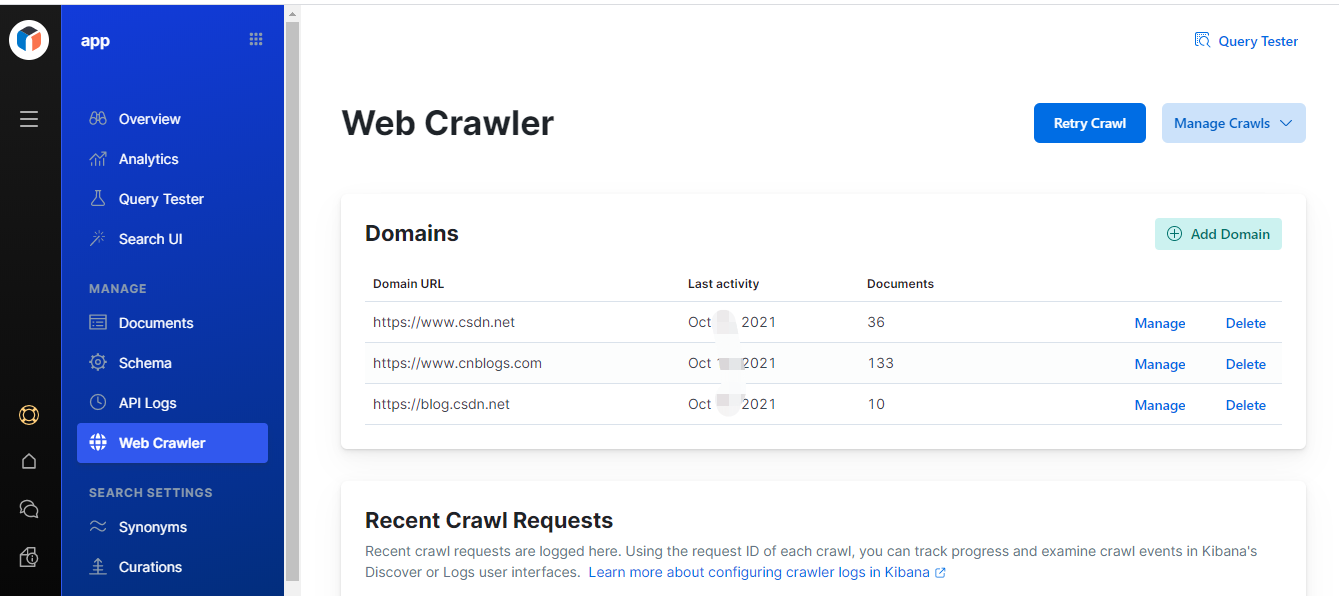 app
Query Tester
Overview
Analytics
Query Tester
Search UI
MANAGE
Documents
Schema
API Logs
Web Crawler
SEARCH SETTINGS
Synonyms
Curations
Web Crawler
Retry Crawl
Manage Crawls
Domains
Add Domain
Domain URL Last activity Documents
https://www.csdn.net Oct 2021 36 Manage Delete
https://www.cnblogs.com Oct 2021 133 Manage Delete
https://blog.csdn.net Oct 2021 10 Manage Delete
Recent Crawl Requests
Recent crawl requests are logged here. Using the request ID of each crawl, you can track progress and examine crawl events in Kibana's
Discover or Logs user interfaces. Learn more about configuring crawler logs in Kibana